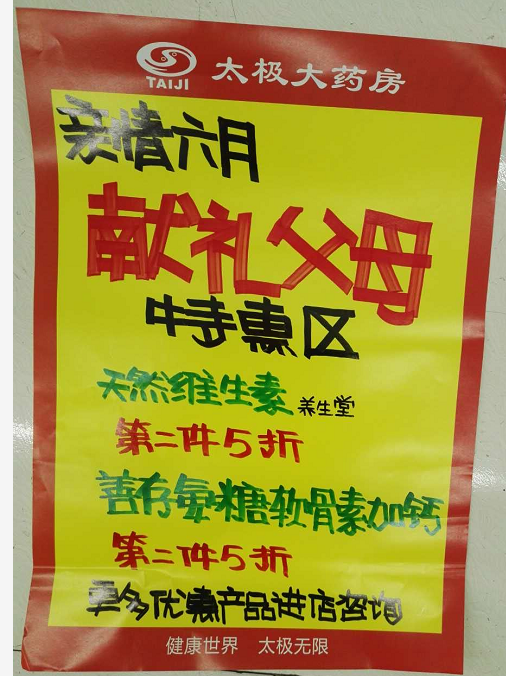 太极大药房
TAIJI
亲情六月
献礼父母
特惠区
天然维生素 养生堂
第二件5折
善存氨糖软骨素加钙
第二件5折
更多优惠产品进店咨询
健康世界 太极无限